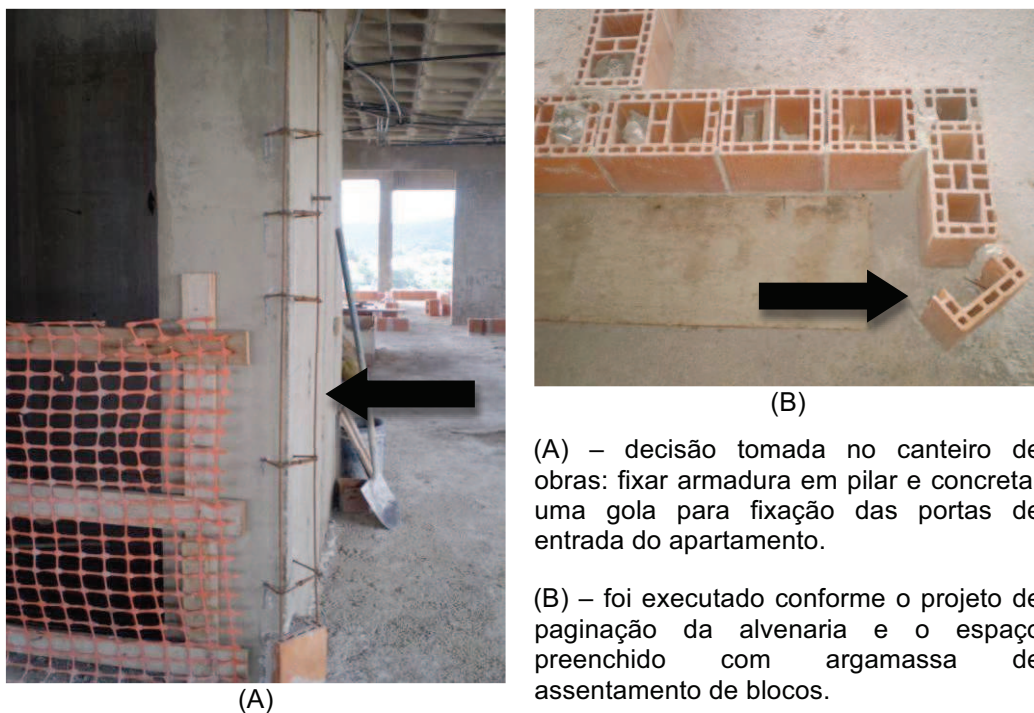 (B)
(A) – decisão tomada no canteiro de
obras: fixar armadura em pilar e concreta
uma gola para fixação das portas de
entrada do apartamento.
(B) – foi executado conforme o projeto de
paginação da alvenaria e o espaço
preenchido com argamassa de
assentamento de blocos.
(A)